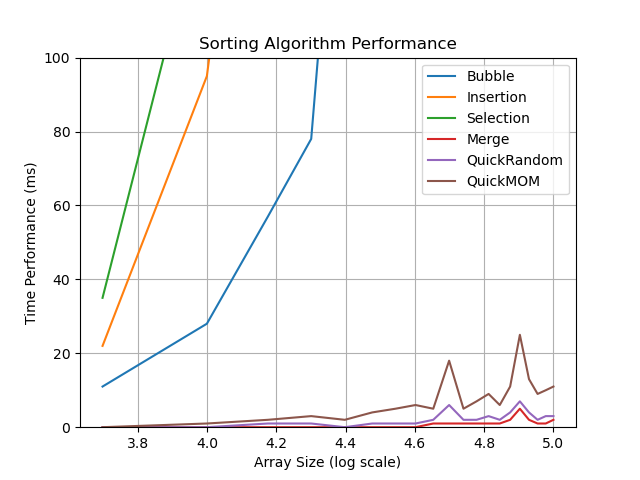 Sorting Algorithm Performance
Time Performance (ms)
100
80
60
40
20
0
3.8 4.0 4.2 4.4 4.6 4.8 5.0
Array Size (log scale)
Bubble
Insertion
Selection
Merge
QuickRandom
QuickMOM